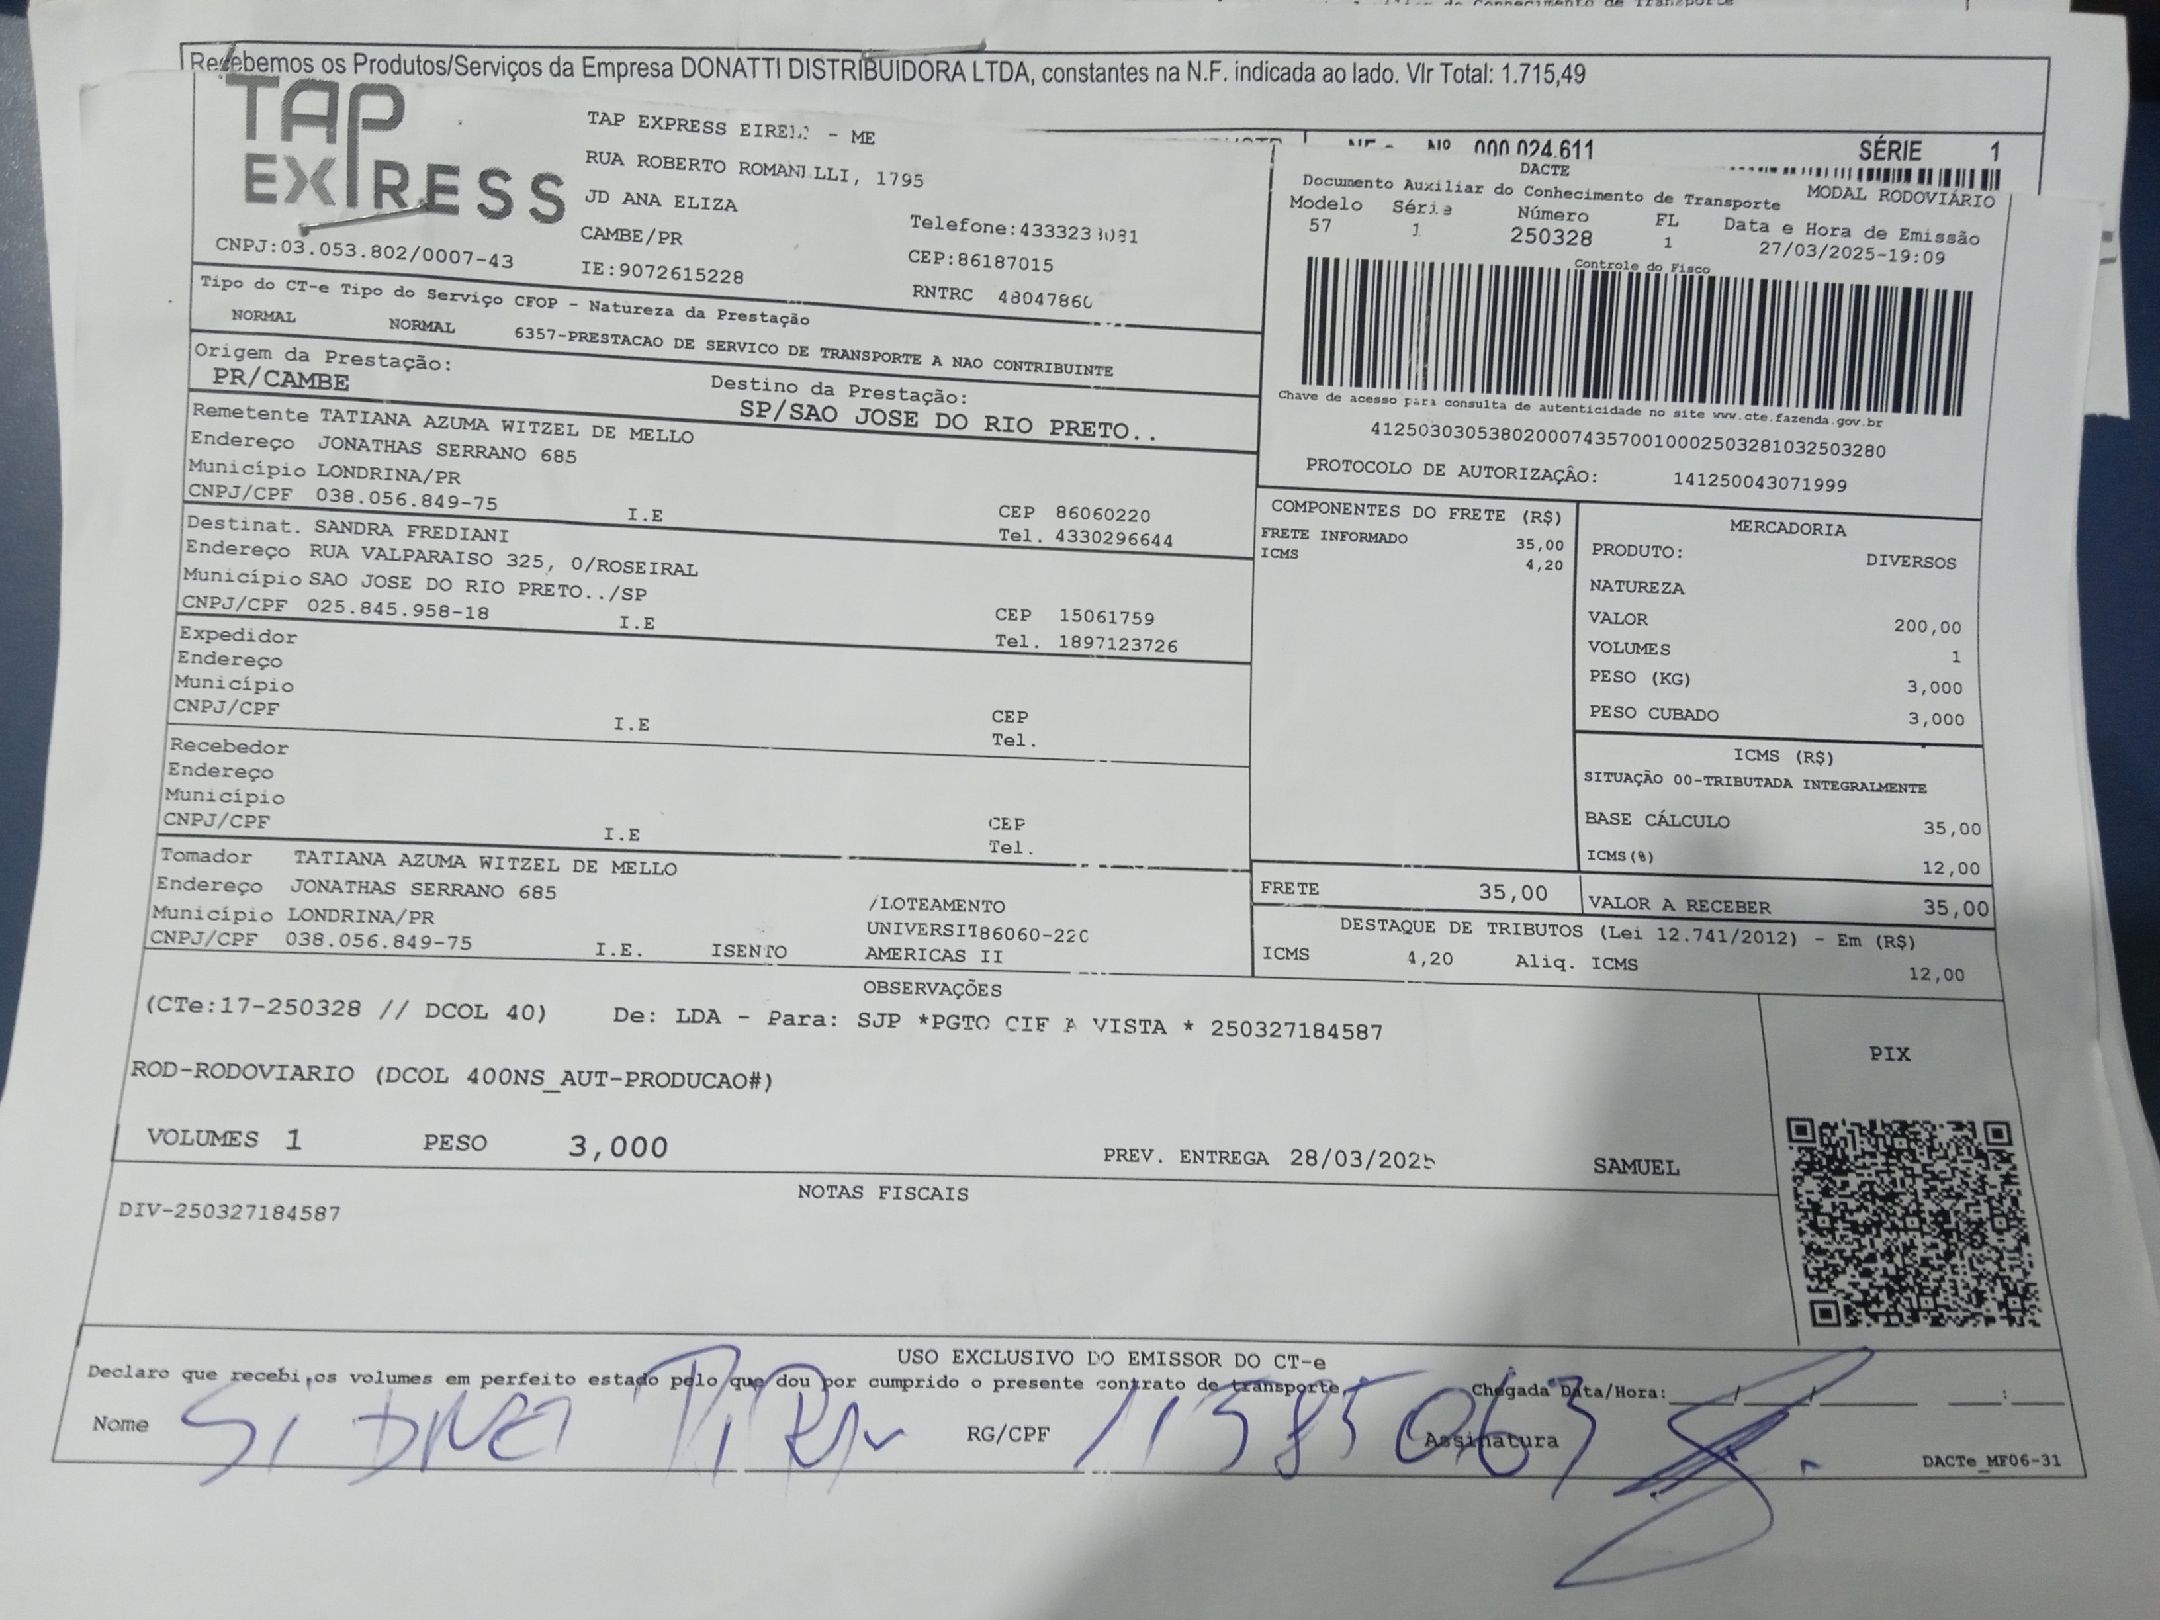 Recebemos os Produtos/Serviços da Empresa DONATTI DISTRIBUIDORA LTDA, constantes na N.F. indicada ao lado. Vlr Total: 1.715,49
Nº 000.024.611 SÉRIE 1
TAP EXPRESS
CNPJ:03.053.802/0007-43
TAP EXPRESS EIRELI - ME
RUA ROBERTO ROMANELLI, 1795
JD ANA ELIZA
CAMBE/PR
IE:9072615228
Telefone:433323
CEP:86187015
RNTRC 48047860
DACTE
Documento Auxiliar do Conhecimento de Transporte MODAL RODOVIÁRIO
Modelo Série Número FL Data e Hora de Emissão
57 1 250328 1 27/03/2025-19:09
Controle do Fisco
Chave de acesso para consulta de autenticidade no site www.cte.fazenda.gov.br
41250303053802000743570010002503281032503280
PROTOCOLO DE AUTORIZAÇÂO: 141250043071999
Tipo do CT-e Tipo do Serviço CFOP - Natureza da Prestação
NORMAL NORMAL 6357-PRESTACAO DE SERVICO DE TRANSPORTE A NAO CONTRIBUINTE
Origem da Prestação: Destino da Prestação:
PR/CAMBE SP/SAO JOSE DO RIO PRETO..
Remetente TATIANA AZUMA WITZEL DE MELLO
Endereço JONATHAS SERRANO 685
Município LONDRINA/PR CEP 86060220
CNPJ/CPF 038.056.849-75 I.E Tel. 4330296644
Destinat. SANDRA FREDIANI
Endereço RUA VALPARAISO 325, 0/ROSEIRAL
Município SAO JOSE DO RIO PRETO../SP CEP 15061759
CNPJ/CPF 025.845.958-18 I.E Tel. 1897123726
Expedidor
Endereço
Município CEP
CNPJ/CPF I.E Tel.
Recebedor
Endereço
Município CEP
CNPJ/CPF I.E Tel.
Tomador TATIANA AZUMA WITZEL DE MELLO
Endereço JONATHAS SERRANO 685 /LOTEAMENTO
Município LONDRINA/PR UNIVERSIT86060-220
CNPJ/CPF 038.056.849-75 I.E. ISENTO AMERICAS II
COMPONENTES DO FRETE (R$)
FRETE INFORMADO 35,00
ICMS 4,20
MERCADORIA
PRODUTO: DIVERSOS
NATUREZA
VALOR 200,00
VOLUMES 1
PESO (KG) 3,000
PESO CUBADO 3,000
ICMS (R$)
SITUAÇÃO 00-TRIBUTADA INTEGRALMENTE
BASE CÁLCULO 35,00
ICMS(%) 12,00
FRETE 35,00 VALOR A RECEBER 35,00
DESTAQUE DE TRIBUTOS (Lei 12.741/2012) - Em (R$)
ICMS 4,20 Aliq. ICMS 12,00
OBSERVAÇÕES
(CTe:17-250328 // DCOL 40) De: LDA - Para: SJP *PGTO CIF A VISTA * 250327184587
ROD-RODOVIARIO (DCOL 400NS_AUT-PRODUCAO#)
PIX
VOLUMES 1 PESO 3,000 PREV. ENTREGA 28/03/2025 SAMUEL
NOTAS FISCAIS
DIV-250327184587
USO EXCLUSIVO DO EMISSOR DO CT-e
Declaro que recebi os volumes em perfeito estado pelo que dou por cumprido o presente contrato de transporte. Chegada Data/Hora: / / :
Nome SIDNEI RG/CPF Assinatura
DACTe_MF06-31